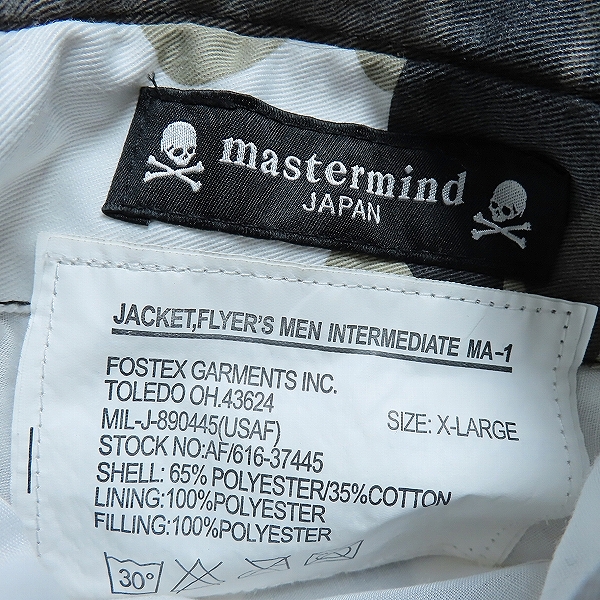 mastermind
JAPAN
JACKET,FLYER'S MEN INTERMEDIATE MA-1
FOSTEX GARMENTS INC.
TOLEDO OH.43624
MIL-J-890445(USAF)
SIZE: X-LARGE
STOCK NO:AF/616-37445
SHELL: 65% POLYESTER/35%COTTON
LINING:100%POLYESTER
FILLING:100%POLYESTER
30°